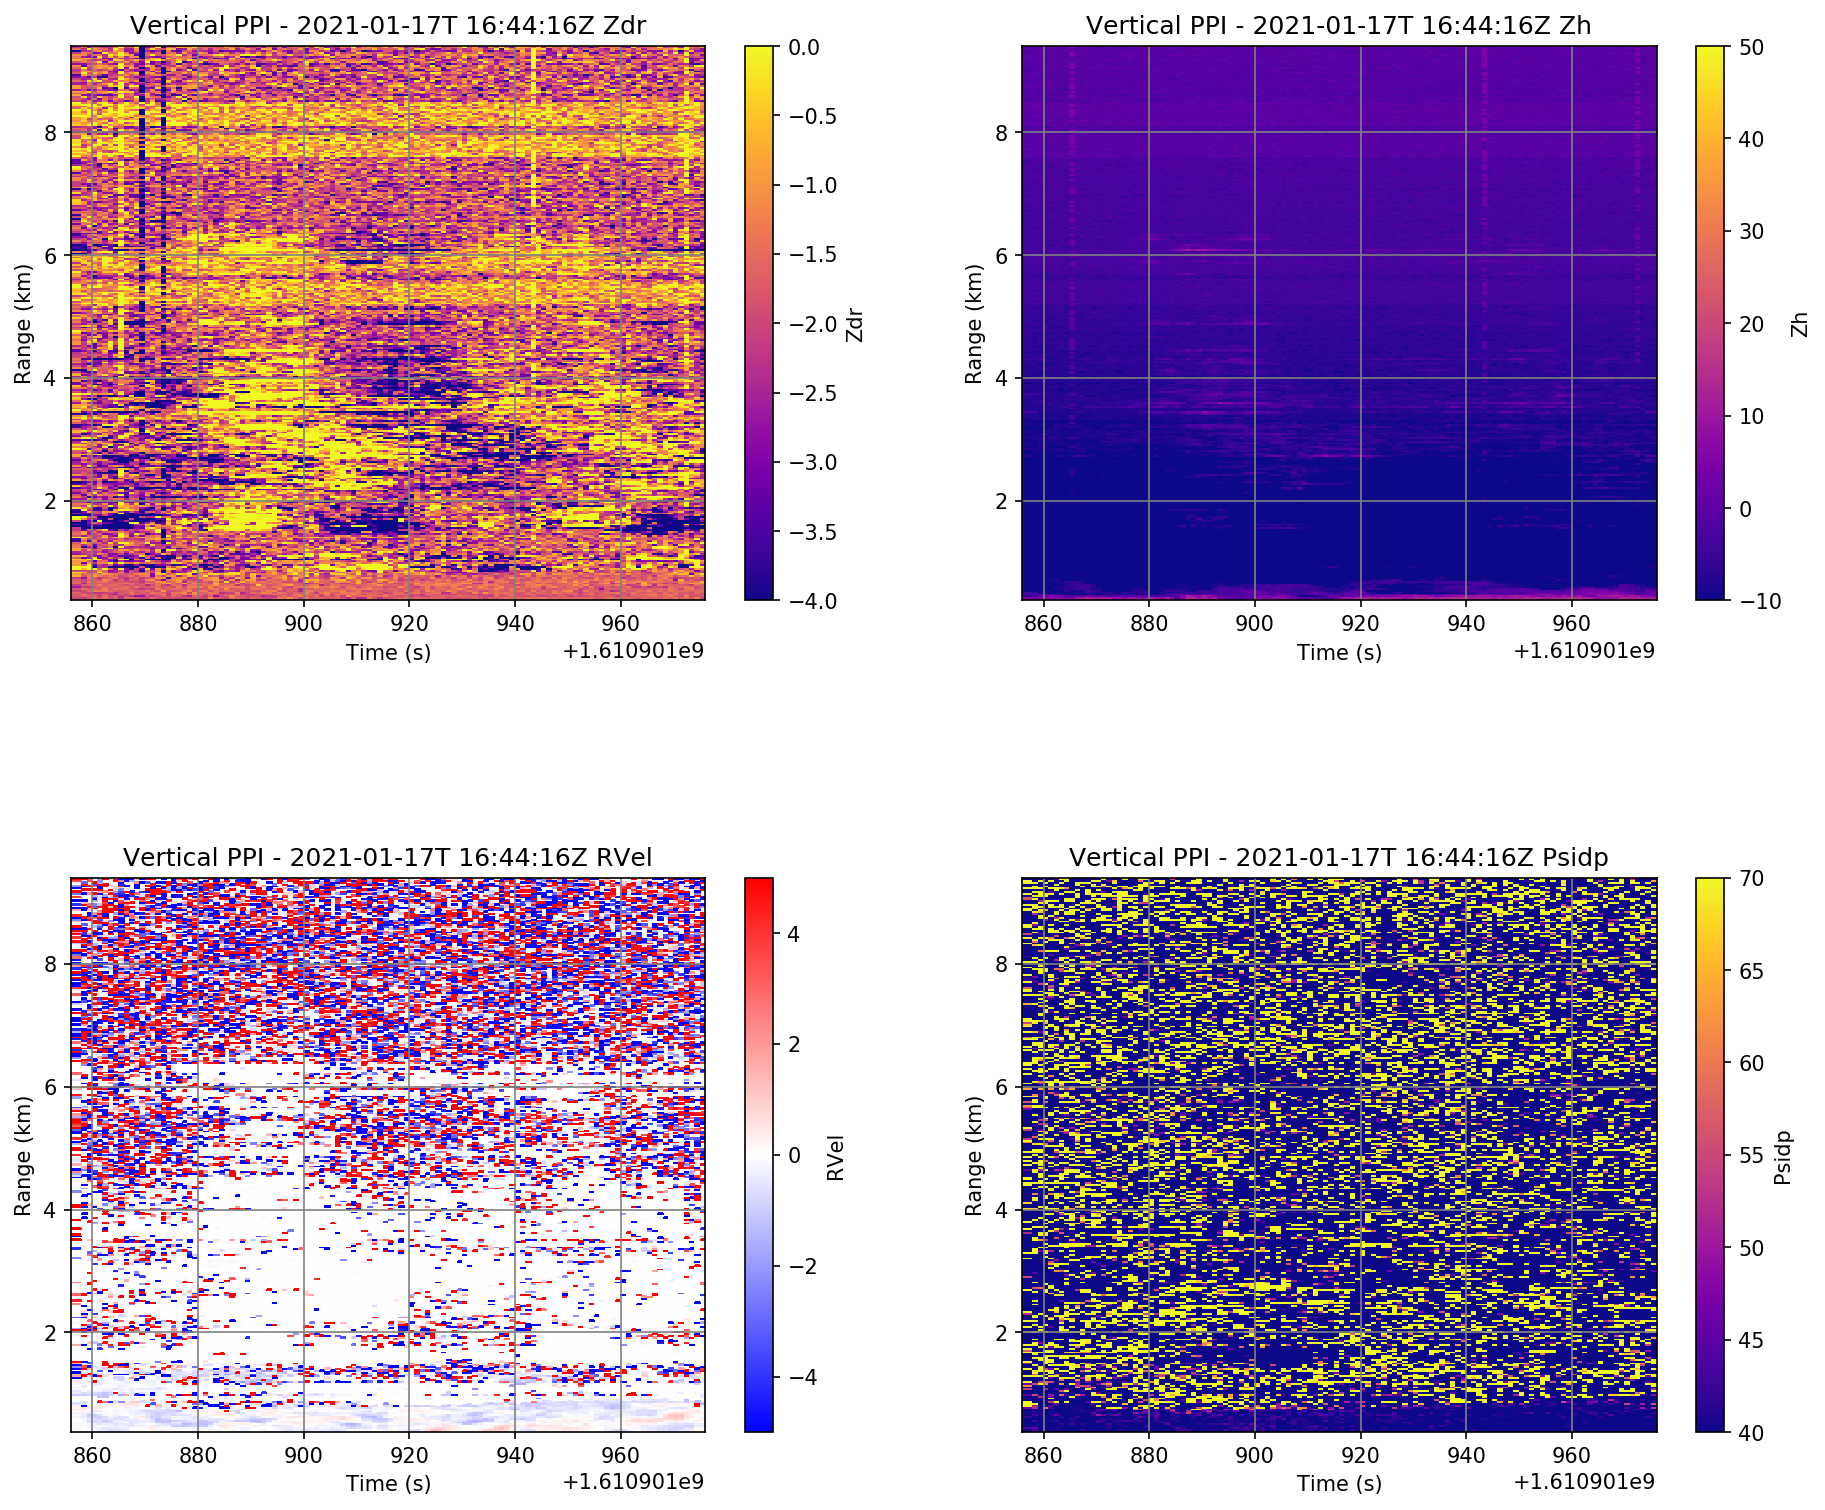 Vertical PPI - 2021-01-17T 16:44:16Z Zdr
8
6
4
2
Range (km)
860 880 900 920 940 960
Time (s)
+1.610901e9
0.0
−0.5
−1.0
−1.5
−2.0
−2.5
−3.0
−3.5
−4.0
Zdr
Vertical PPI - 2021-01-17T 16:44:16Z Zh
8
6
4
2
Range (km)
860 880 900 920 940 960
Time (s)
+1.610901e9
50
40
30
20
10
0
−10
Zh
Vertical PPI - 2021-01-17T 16:44:16Z RVel
8
6
4
2
Range (km)
860 880 900 920 940 960
Time (s)
+1.610901e9
4
2
0
−2
−4
RVel
Vertical PPI - 2021-01-17T 16:44:16Z Psidp
8
6
4
2
Range (km)
860 880 900 920 940 960
Time (s)
+1.610901e9
70
65
60
55
50
45
40
Psidp